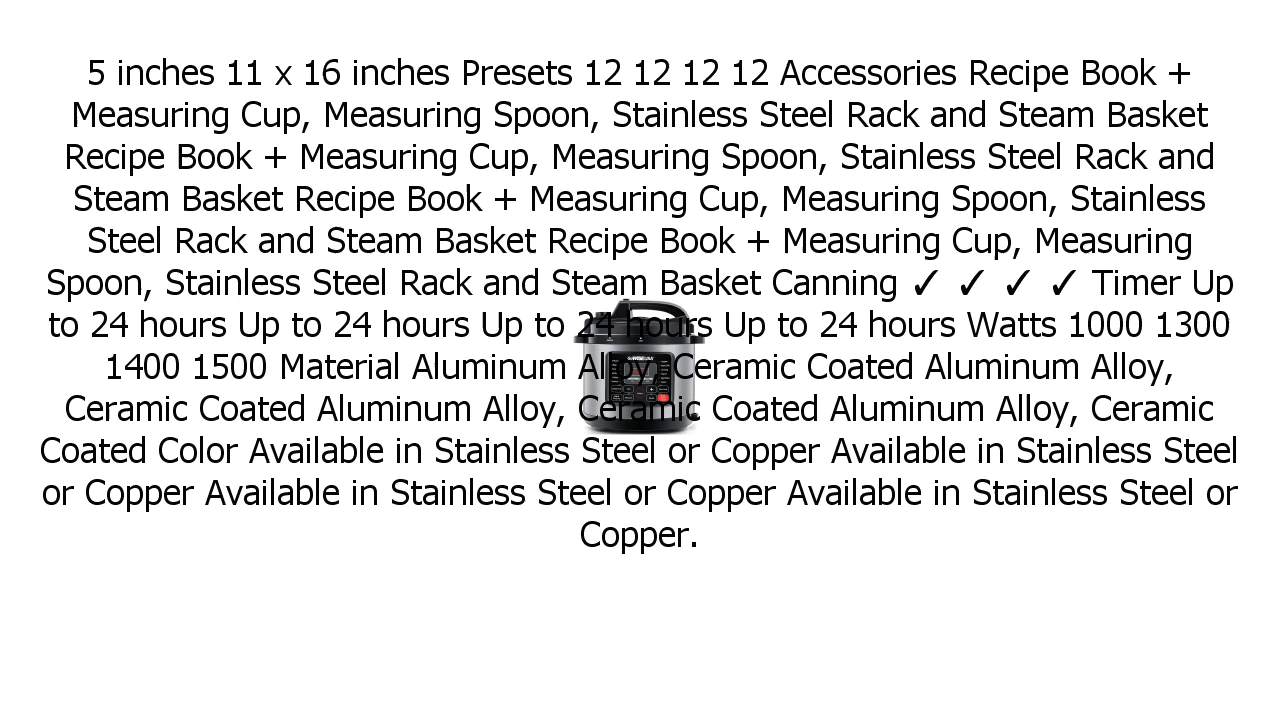 5 inches 11 x 16 inches Presets 12 12 12 12 Accessories Recipe Book +
Measuring Cup, Measuring Spoon, Stainless Steel Rack and Steam Basket
Recipe Book + Measuring Cup, Measuring Spoon, Stainless Steel Rack and
Steam Basket Recipe Book + Measuring Cup, Measuring Spoon, Stainless
Steel Rack and Steam Basket Recipe Book + Measuring Cup, Measuring
Spoon, Stainless Steel Rack and Steam Basket Canning ✓ ✓ ✓ ✓ Timer Up
to 24 hours Up to 24 hours Up to 24 hours Up to 24 hours Watts 1000 1300
1400 1500 Material Aluminum Alloy, Ceramic Coated Aluminum Alloy,
Ceramic Coated Aluminum Alloy, Ceramic Coated Aluminum Alloy, Ceramic
Coated Color Available in Stainless Steel or Copper Available in Stainless Steel
or Copper Available in Stainless Steel or Copper Available in Stainless Steel or
Copper.